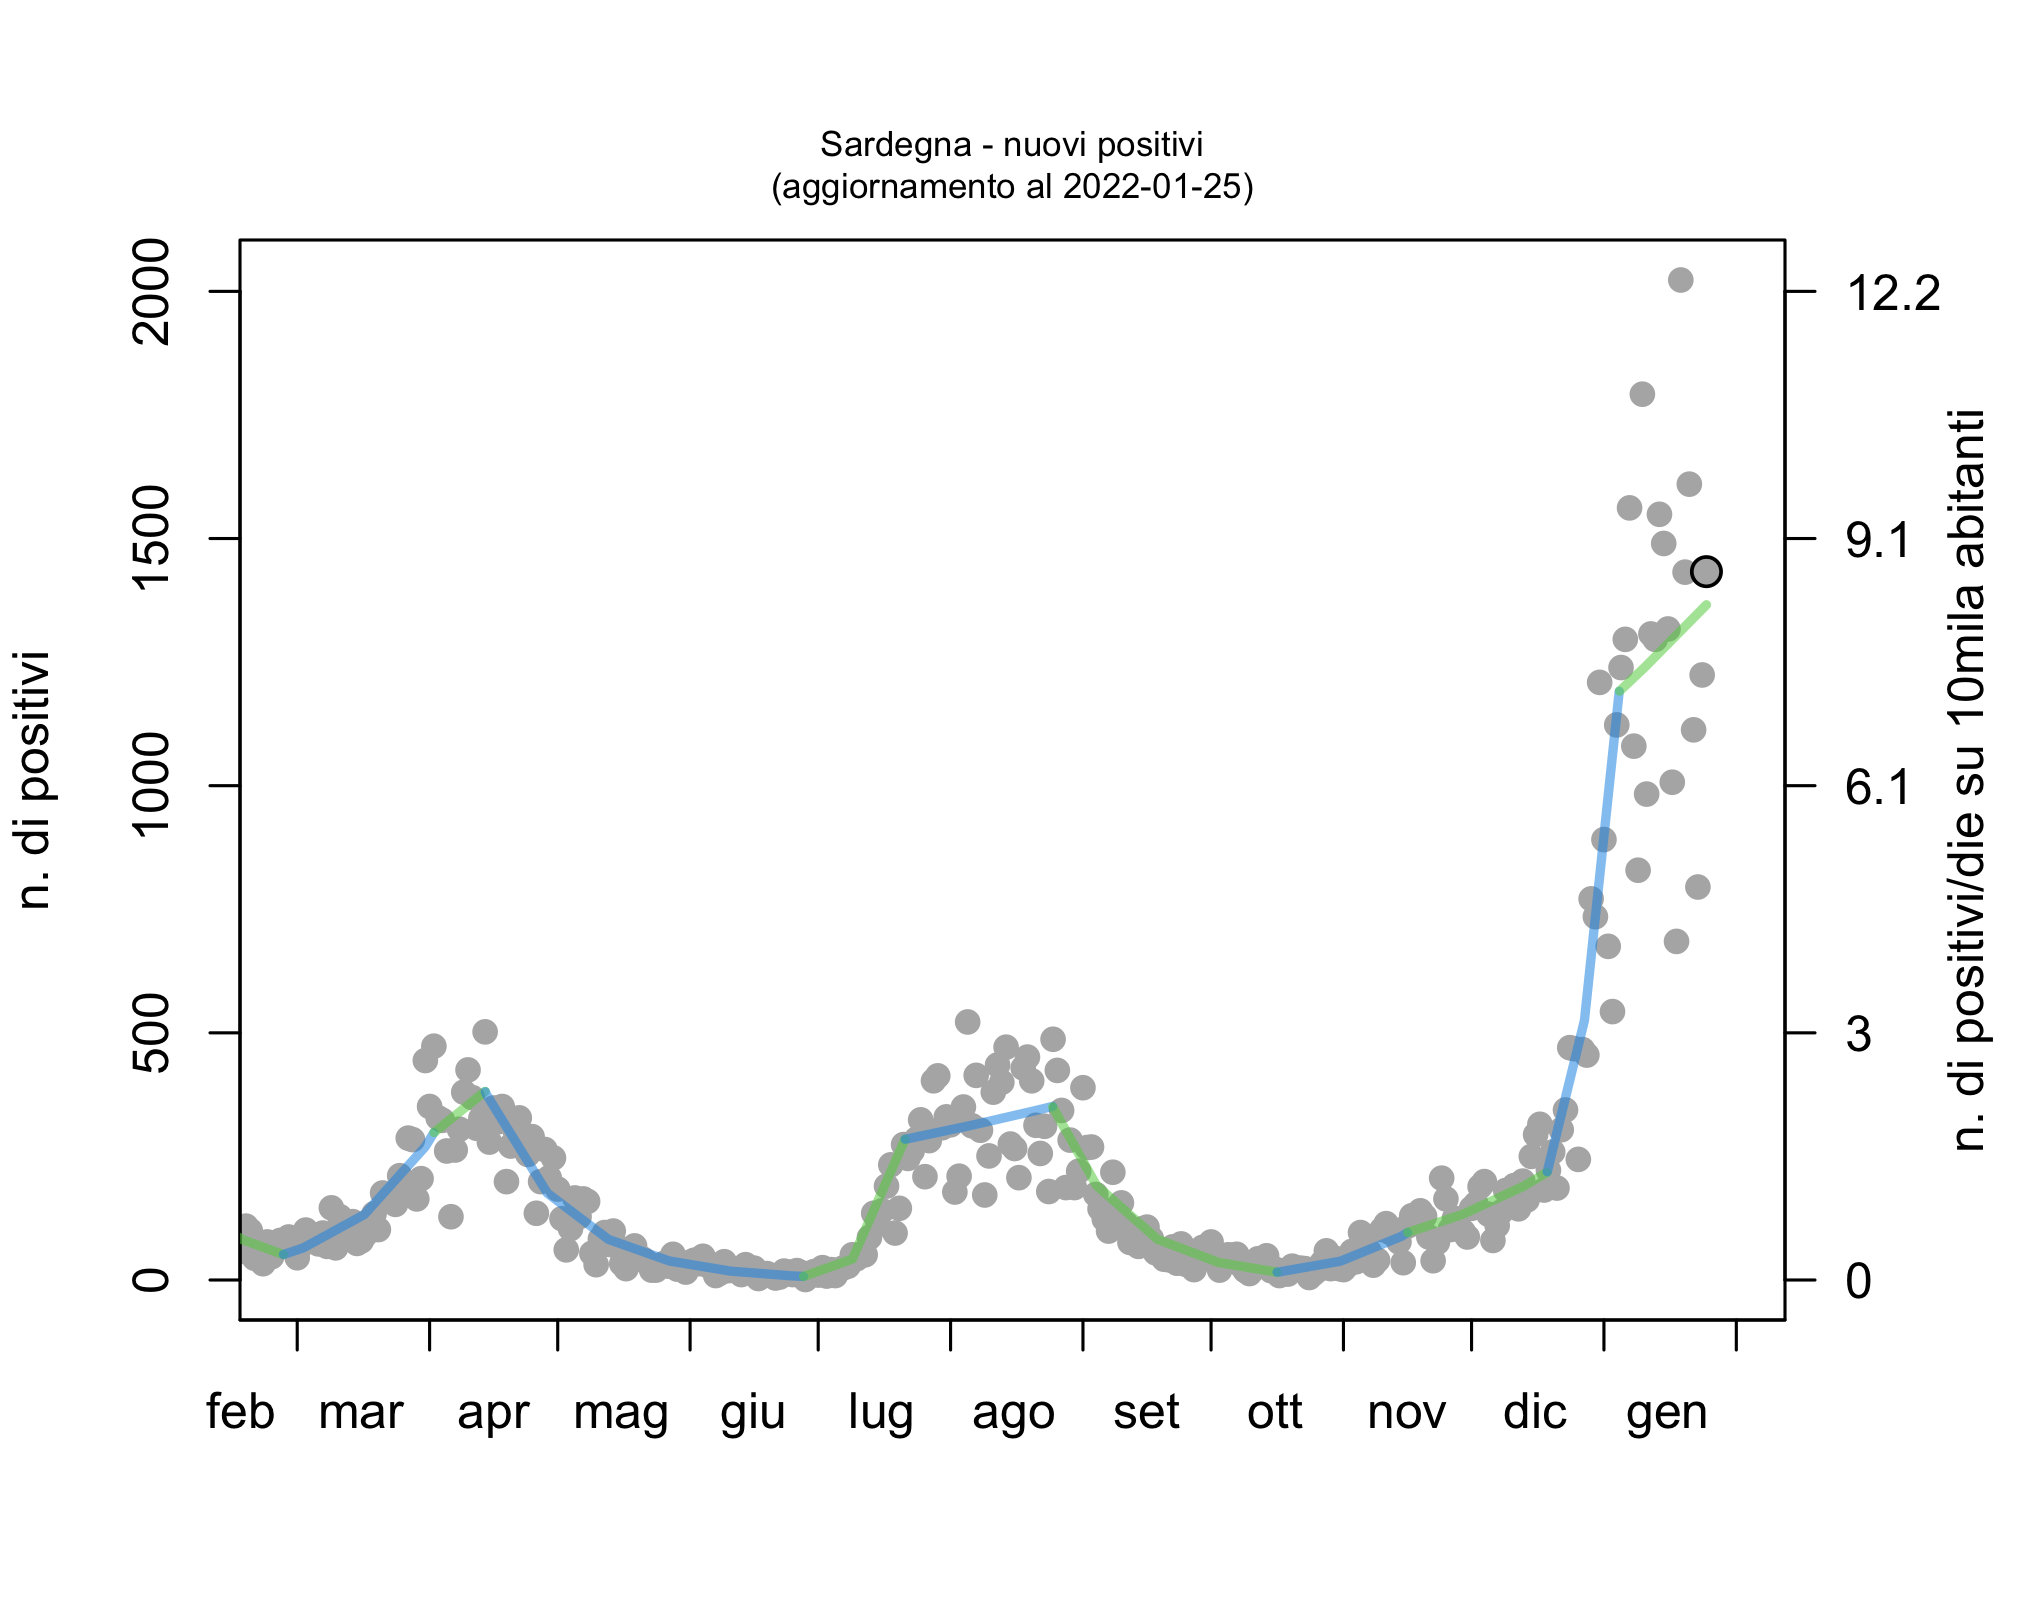 Sardegna - nuovi positivi
(aggiornamento al 2022-01-25)
n. di positivi
2000
1500
1000
500
0
12.2
9.1
6.1
3
0
n. di positivi/die su 10mila abitanti
feb mar apr mag giu lug ago set ott nov dic gen